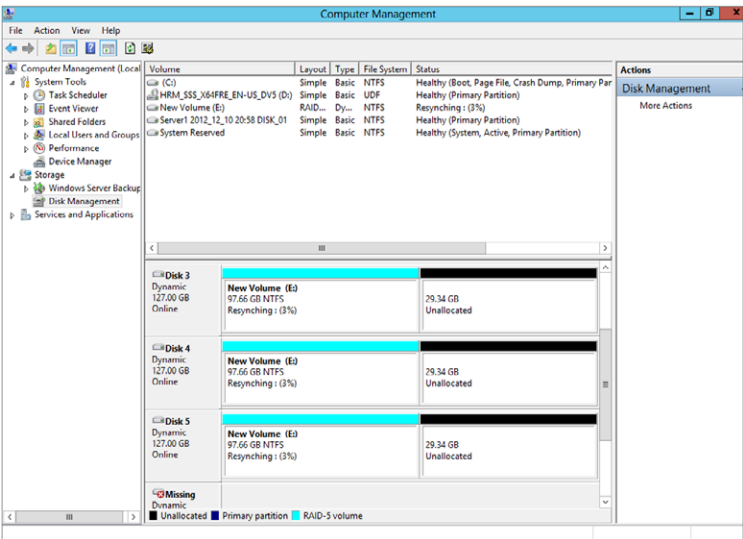 Computer Management
File Action View Help
Computer Management (Local
System Tools
Task Scheduler
Event Viewer
Shared Folders
Local Users and Groups
Performance
Device Manager
Storage
Windows Server Backup
Disk Management
Services and Applications
Volume Layout Type File System Status
(C:) Simple Basic NTFS Healthy (Boot, Page File, Crash Dump, Primary Par
HRM_SSS_X64FRE_EN-US_DV5 (D:) Simple Basic UDF Healthy (Primary Partition)
New Volume (E:) RAID... Dy... NTFS Resynching : (3%)
Server1 2012_12_10 20:58 DISK_01 Simple Basic NTFS Healthy (Primary Partition)
System Reserved Simple Basic NTFS Healthy (System, Active, Primary Partition)
Disk 3
Dynamic
127.00 GB
Online
New Volume (E:)
97.66 GB NTFS
Resynching : (3%)
29.34 GB
Unallocated
Disk 4
Dynamic
127.00 GB
Online
New Volume (E:)
97.66 GB NTFS
Resynching : (3%)
29.34 GB
Unallocated
Disk 5
Dynamic
127.00 GB
Online
New Volume (E:)
97.66 GB NTFS
Resynching : (3%)
29.34 GB
Unallocated
Missing
Dynamic
Unallocated Primary partition RAID-5 volume
Actions
Disk Management
More Actions